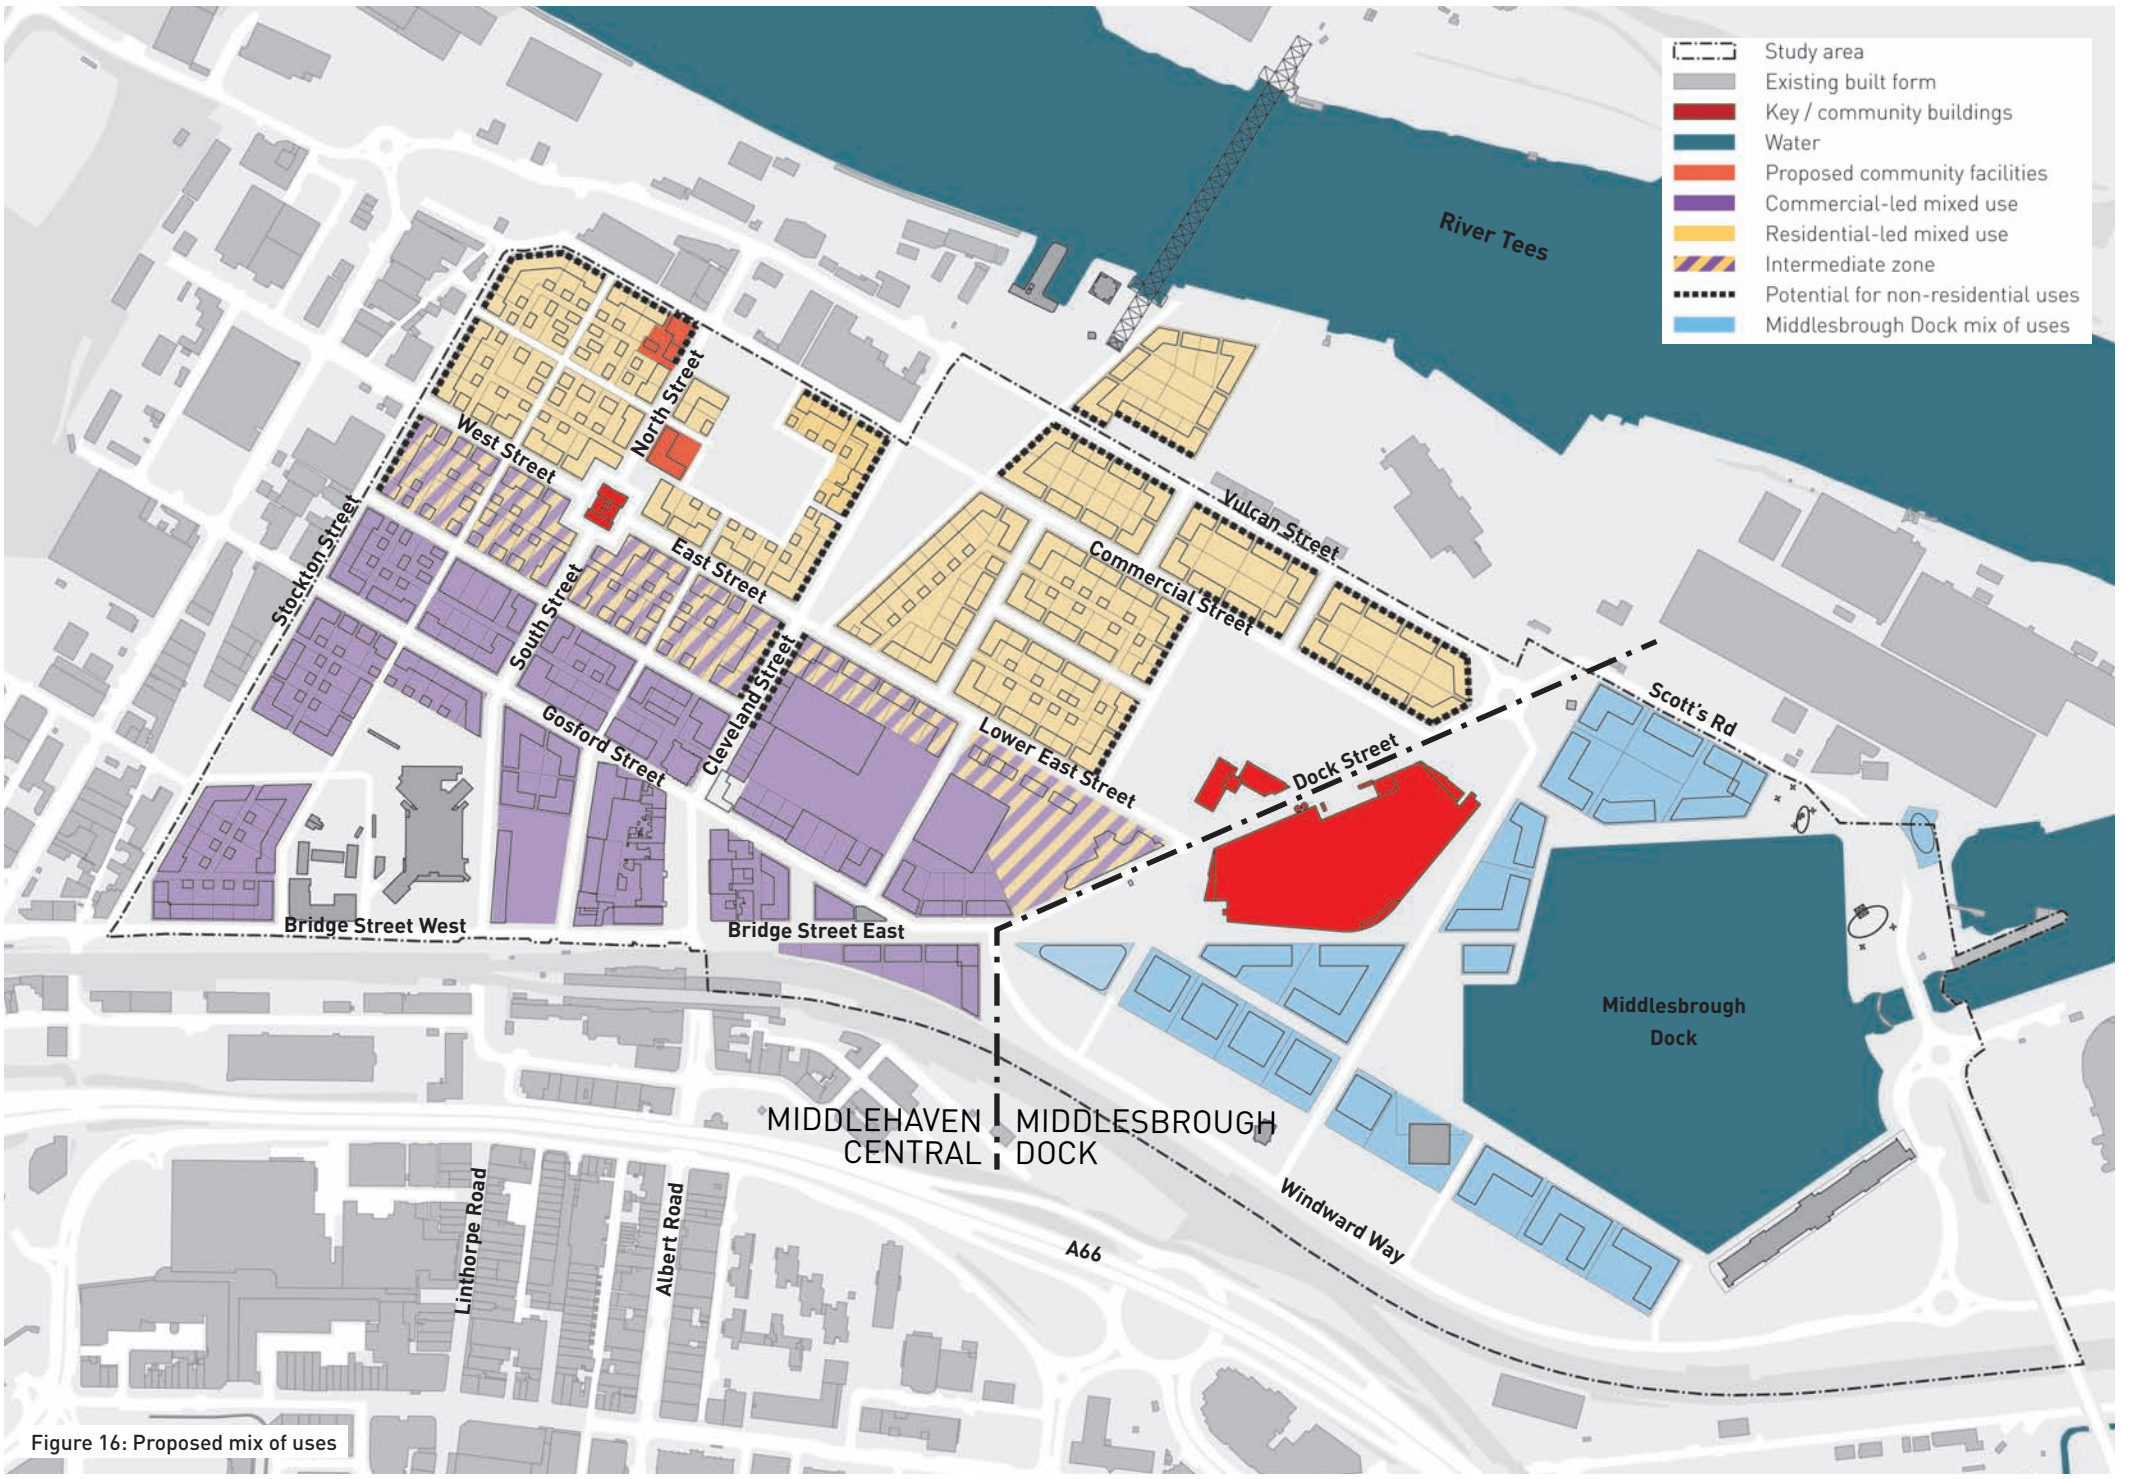 Study area
Existing built form
Key / community buildings
Water
Proposed community facilities
Commercial-led mixed use
Residential-led mixed use
Intermediate zone
Potential for non-residential uses
Middlesbrough Dock mix of uses
River Tees
North Street
West Street
Vulcan Street
Stockton Street
East Street
Commercial Street
South Street
Cleveland Street
Scott's Rd
Gosford Street
Lower East Street
Dock Street
Bridge Street West
Bridge Street East
Middlesbrough
Dock
MIDDLEHAVEN
CENTRAL
MIDDLESBROUGH
DOCK
Linthorpe Road
Albert Road
A66
Windward Way
Figure 16: Proposed mix of uses